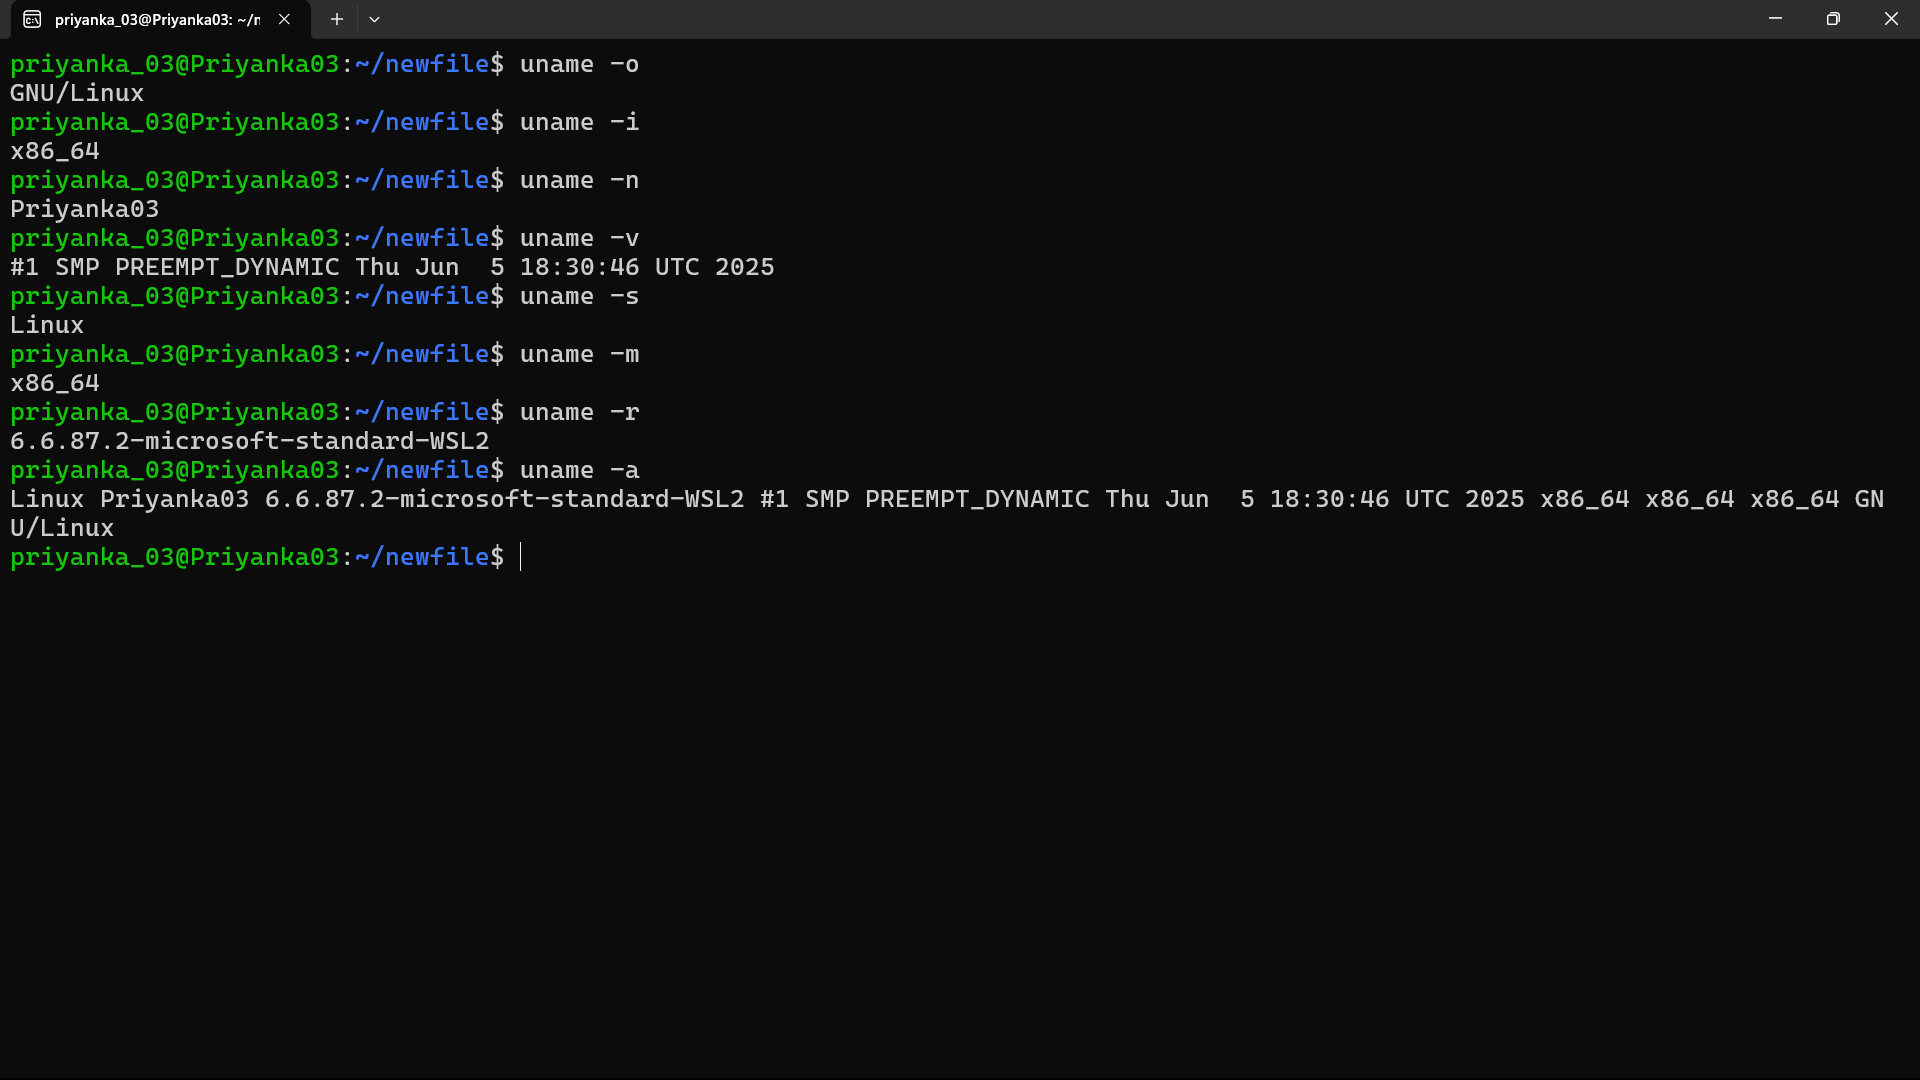 priyanka_03@Priyanka03: ~/n
priyanka_03@Priyanka03:~/newfile$ uname -o
GNU/Linux
priyanka_03@Priyanka03:~/newfile$ uname -i
x86_64
priyanka_03@Priyanka03:~/newfile$ uname -n
Priyanka03
priyanka_03@Priyanka03:~/newfile$ uname -v
#1 SMP PREEMPT_DYNAMIC Thu Jun  5 18:30:46 UTC 2025
priyanka_03@Priyanka03:~/newfile$ uname -s
Linux
priyanka_03@Priyanka03:~/newfile$ uname -m
x86_64
priyanka_03@Priyanka03:~/newfile$ uname -r
6.6.87.2-microsoft-standard-WSL2
priyanka_03@Priyanka03:~/newfile$ uname -a
Linux Priyanka03 6.6.87.2-microsoft-standard-WSL2 #1 SMP PREEMPT_DYNAMIC Thu Jun  5 18:30:46 UTC 2025 x86_64 x86_64 x86_64 GN
U/Linux
priyanka_03@Priyanka03:~/newfile$